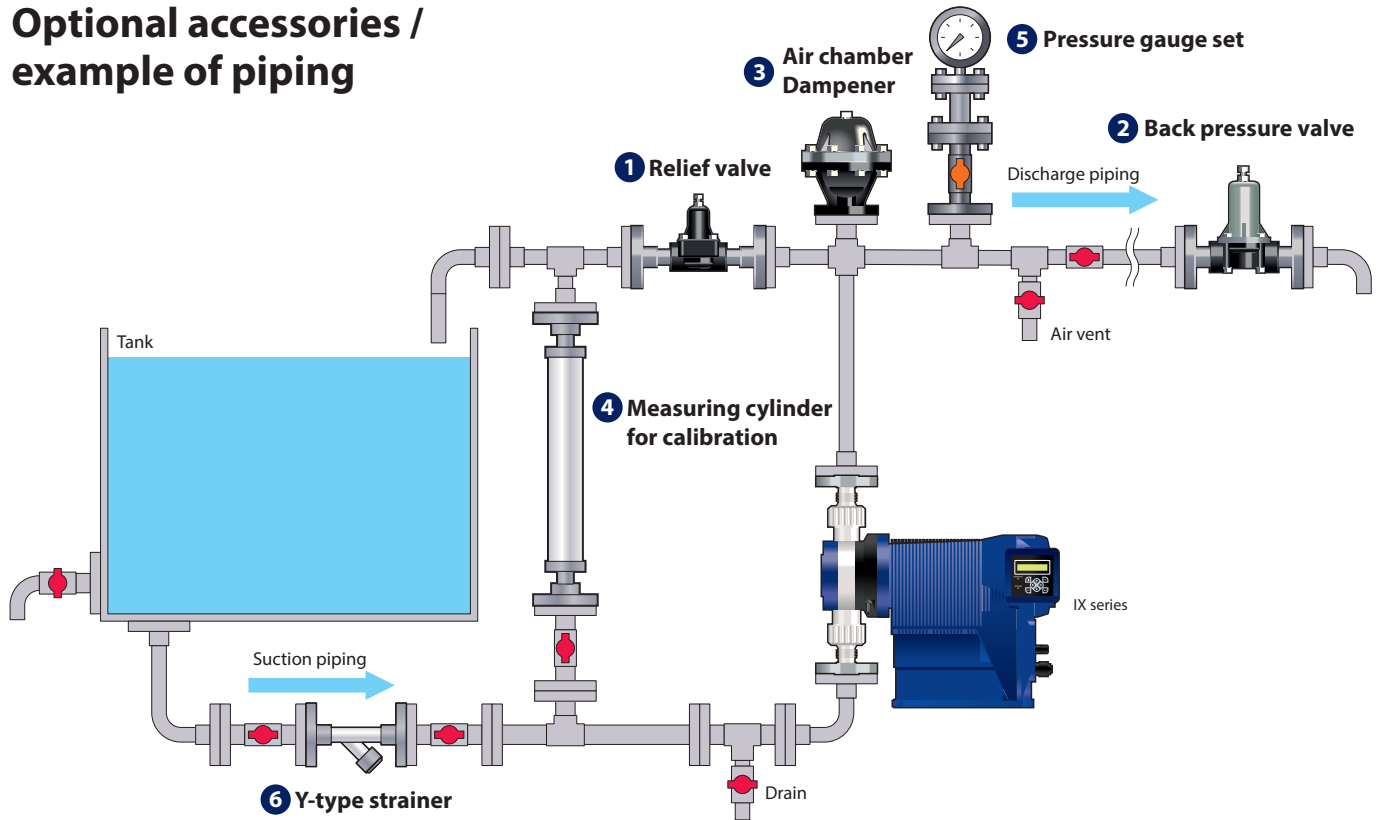 Optional accessories /
example of piping
5 Pressure gauge set
3 Air chamber
Dampener
2 Back pressure valve
1 Relief valve
Discharge piping
Tank
Air vent
4 Measuring cylinder
for calibration
IX series
Suction piping
6 Y-type strainer
Drain